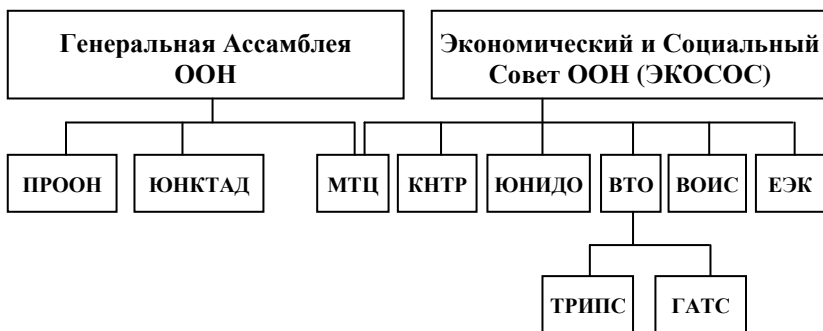 Генеральная Ассамблея
ООН
Экономический и Социальный
Совет ООН (ЭКОСОС)
ПРООН
ЮНКТАД
МТЦ
КНТР
ЮНИДО
ВТО
ВОИС
ЕЭК
ТРИПС
ГАТС